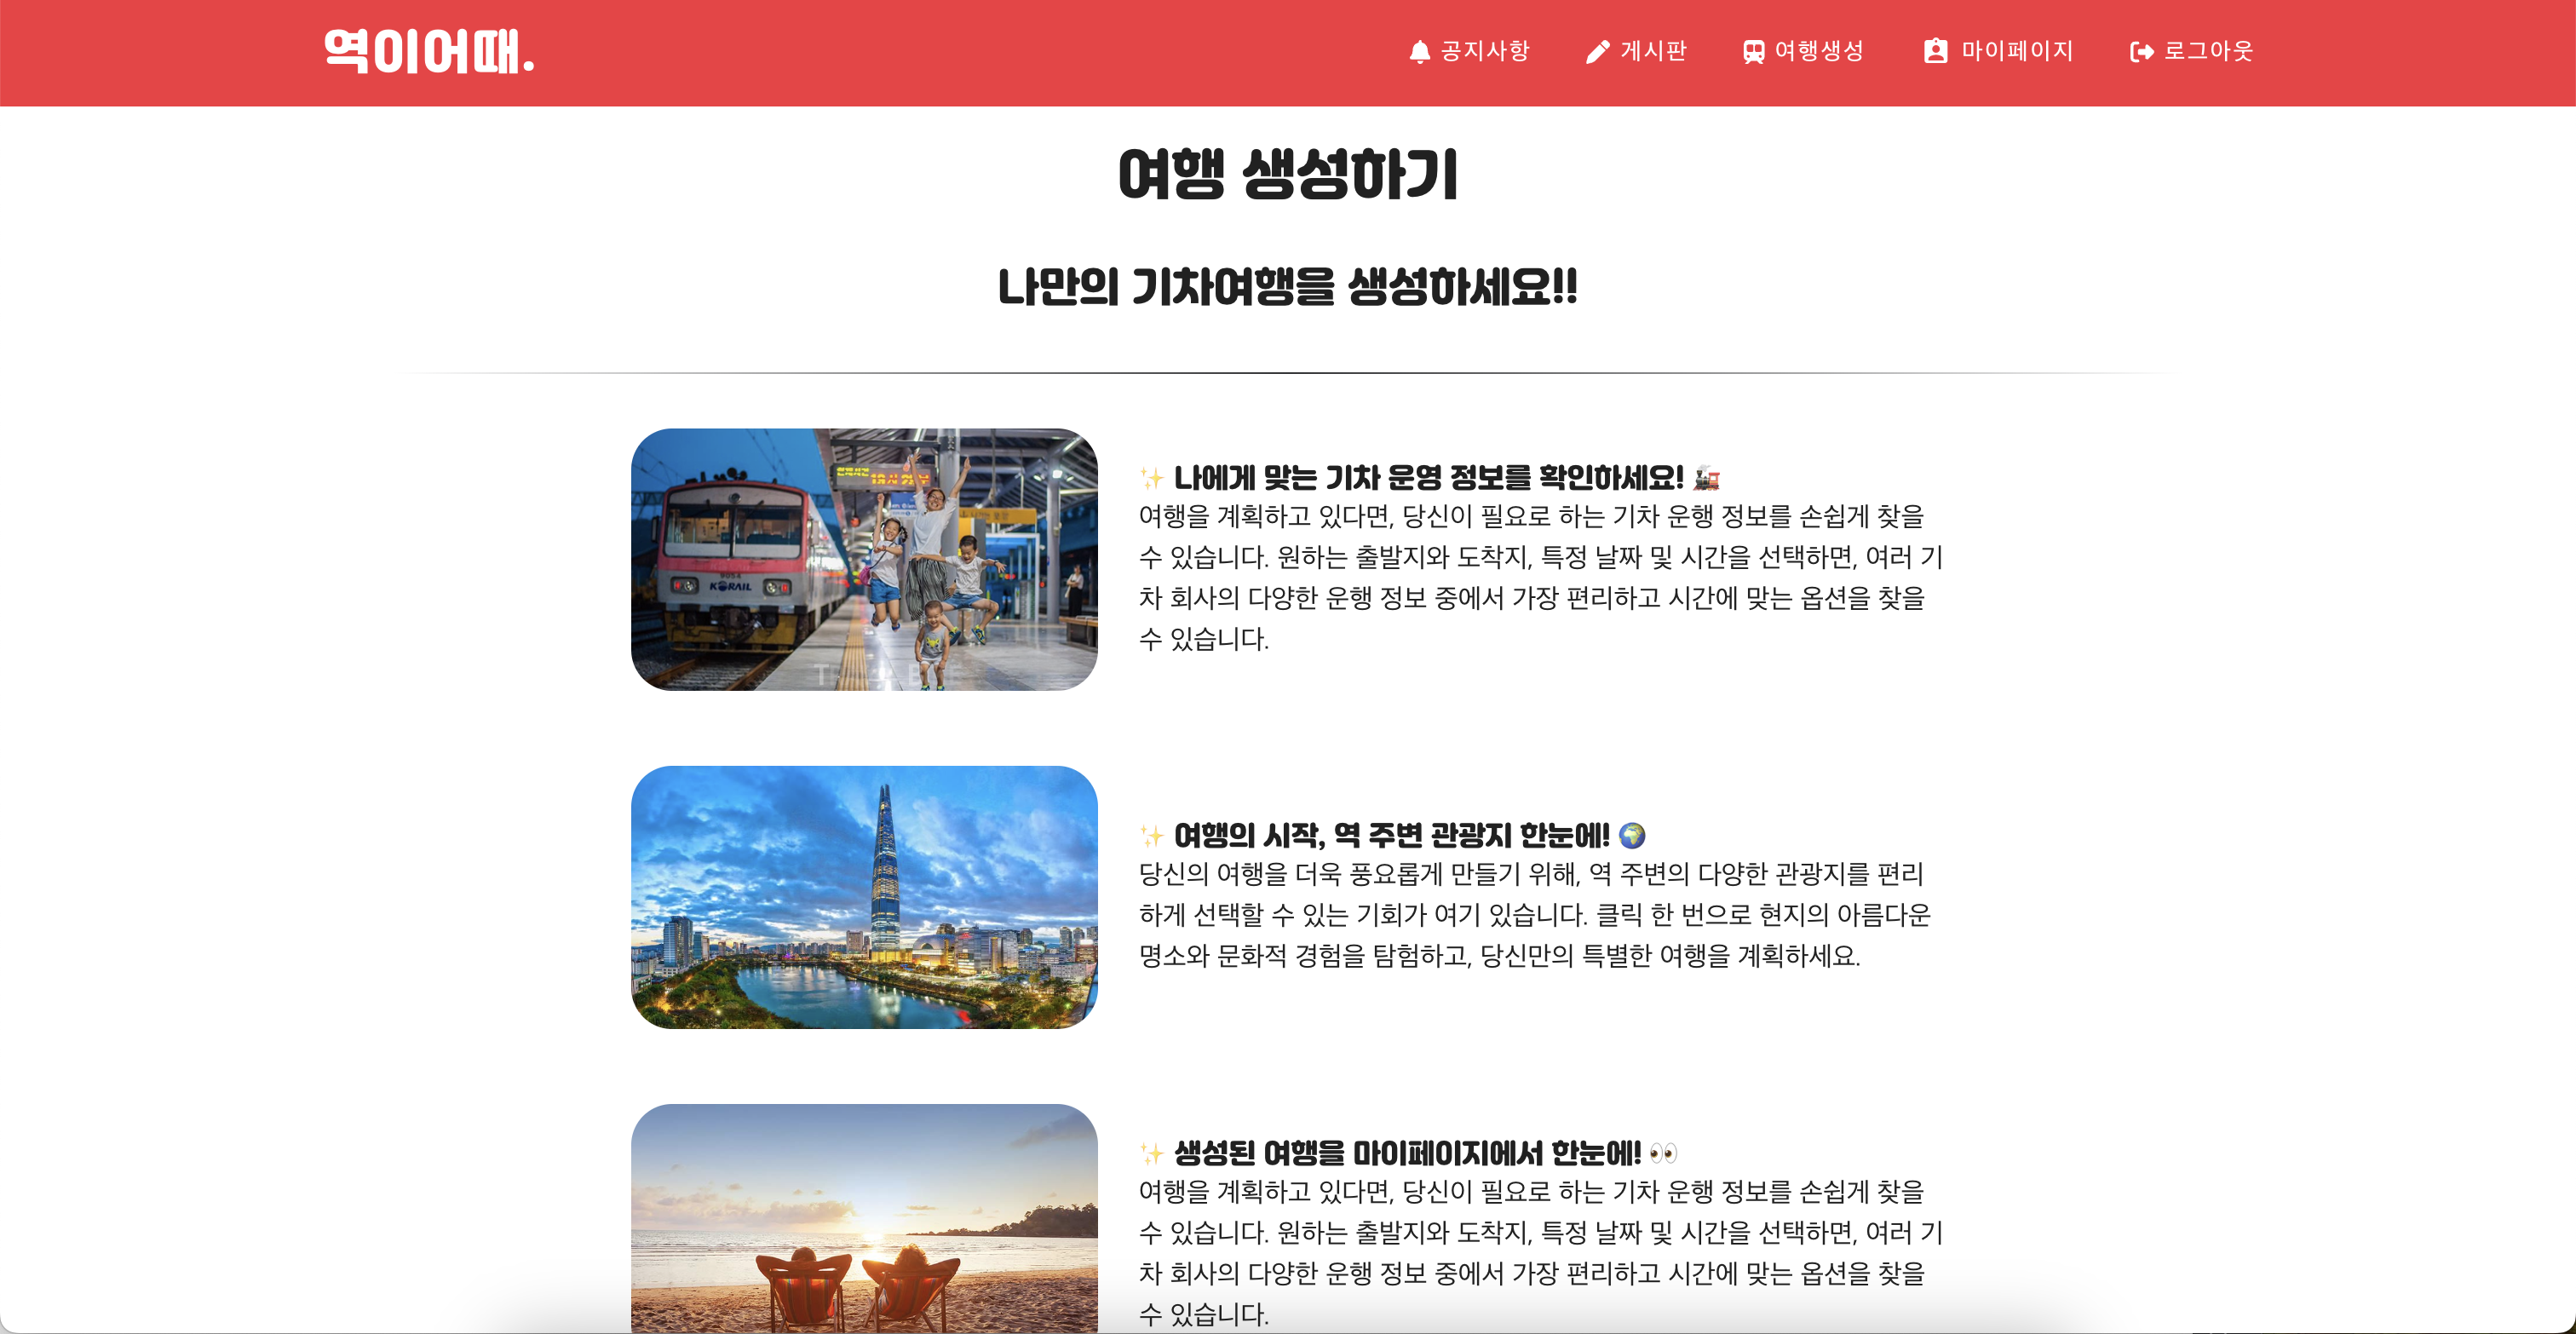 역이어때.
공지사항
게시판
여행생성
마이페이지
로그아웃
여행 생성하기
나만의 기차여행을 생성하세요!!
KORAIL
✨ 나에게 맞는 기차 운영 정보를 확인하세요! 🚂
여행을 계획하고 있다면, 당신이 필요로 하는 기차 운행 정보를 손쉽게 찾을
수 있습니다. 원하는 출발지와 도착지, 특정 날짜 및 시간을 선택하면, 여러 기
차 회사의 다양한 운행 정보 중에서 가장 편리하고 시간에 맞는 옵션을 찾을
수 있습니다.
✨ 여행의 시작, 역 주변 관광지 한눈에! 🌍
당신의 여행을 더욱 풍요롭게 만들기 위해, 역 주변의 다양한 관광지를 편리
하게 선택할 수 있는 기회가 여기 있습니다. 클릭 한 번으로 현지의 아름다운
명소와 문화적 경험을 탐험하고, 당신만의 특별한 여행을 계획하세요.
✨ 생성된 여행을 마이페이지에서 한눈에! 👀
여행을 계획하고 있다면, 당신이 필요로 하는 기차 운행 정보를 손쉽게 찾을
수 있습니다. 원하는 출발지와 도착지, 특정 날짜 및 시간을 선택하면, 여러 기
차 회사의 다양한 운행 정보 중에서 가장 편리하고 시간에 맞는 옵션을 찾을
수 있습니다.